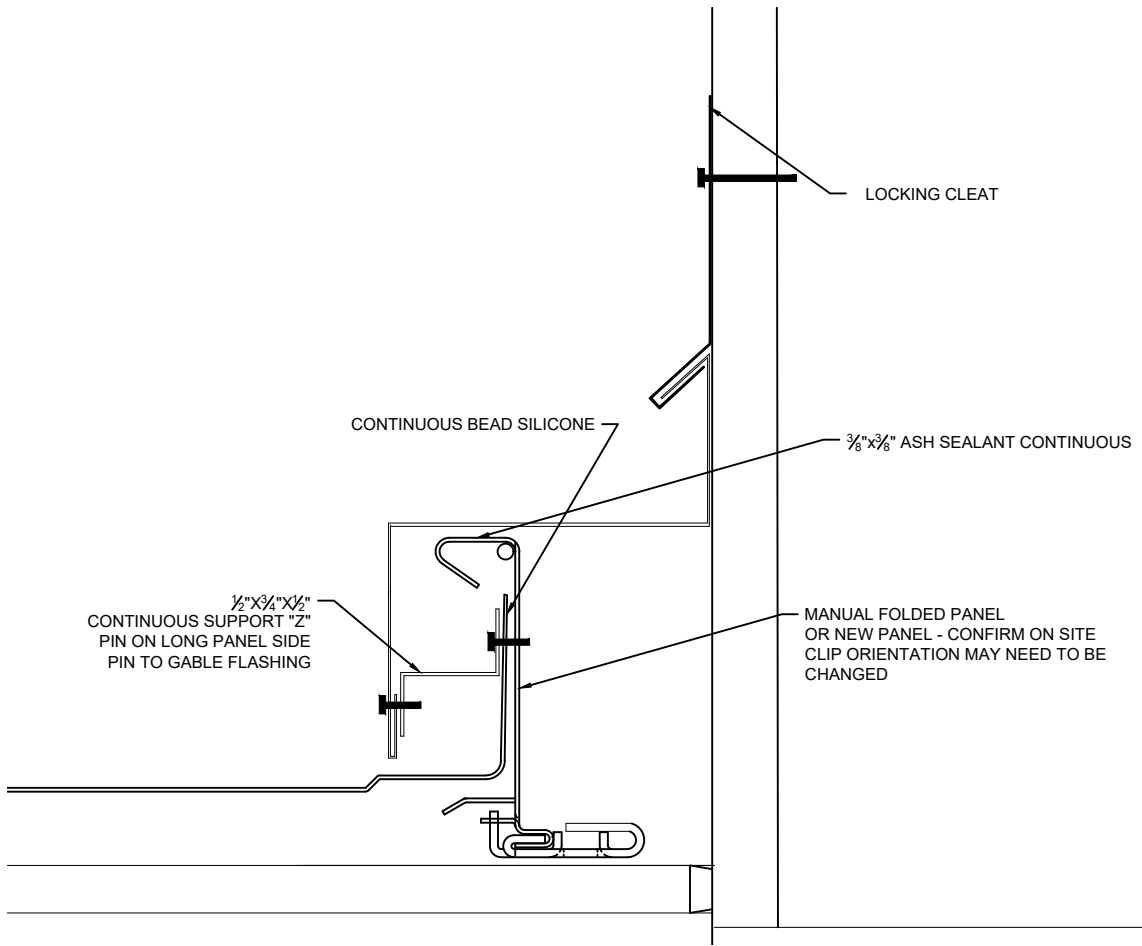 LOCKING CLEAT
CONTINUOUS BEAD SILICONE
3/8"x3/8" ASH SEALANT CONTINUOUS
1/2"X3/4"X1/2"
CONTINUOUS SUPPORT "Z"
PIN ON LONG PANEL SIDE
PIN TO GABLE FLASHING
MANUAL FOLDED PANEL
OR NEW PANEL - CONFIRM ON SITE
CLIP ORIENTATION MAY NEED TO BE
CHANGED